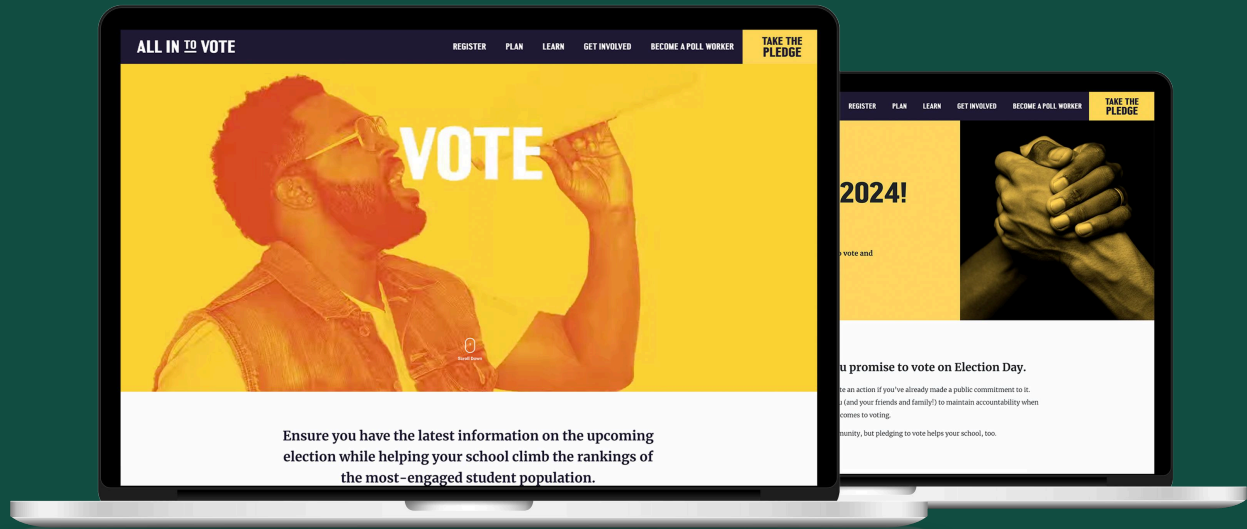 ALL IN TO VOTE
REGISTER PLAN LEARN GET INVOLVED BECOME A POLL WORKER
TAKE THE
PLEDGE
VOTE
Scroll Down
Ensure you have the latest information on the upcoming
election while helping your school climb the rankings of
the most-engaged student population.
REGISTER PLAN LEARN GET INVOLVED BECOME A POLL WORKER
TAKE THE
PLEDGE
2024!
vote and
promise to vote on Election Day.
an action if you've already made a public commitment to it.
(and your friends and family!) to maintain accountability when
comes to voting.
but pledging to vote helps your school, too.